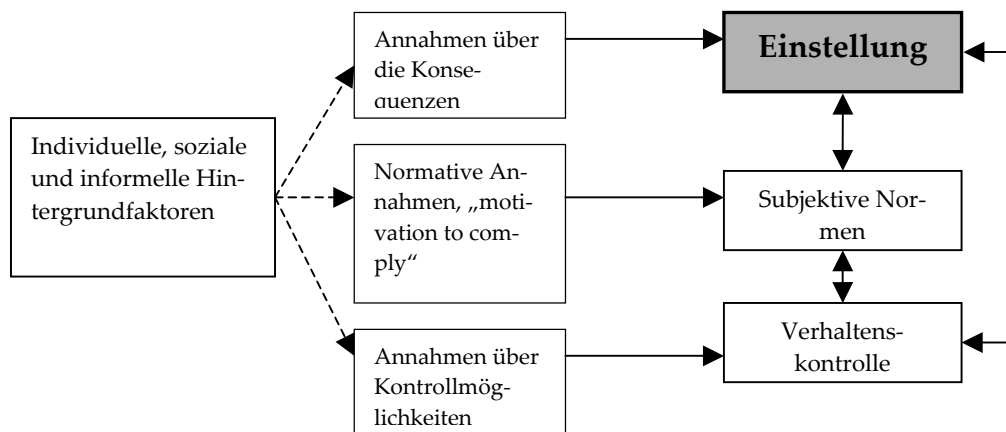 Individuelle, soziale
und informelle Hin-
tergrundfaktoren
Annahmen über
die Konse-
quenzen
Normative An-
nahmen, „moti-
vation to com-
ply“
Annahmen über
Kontrollmög-
lichkeiten
Einstellung
Subjektive Nor-
men
Verhaltens-
kontrolle